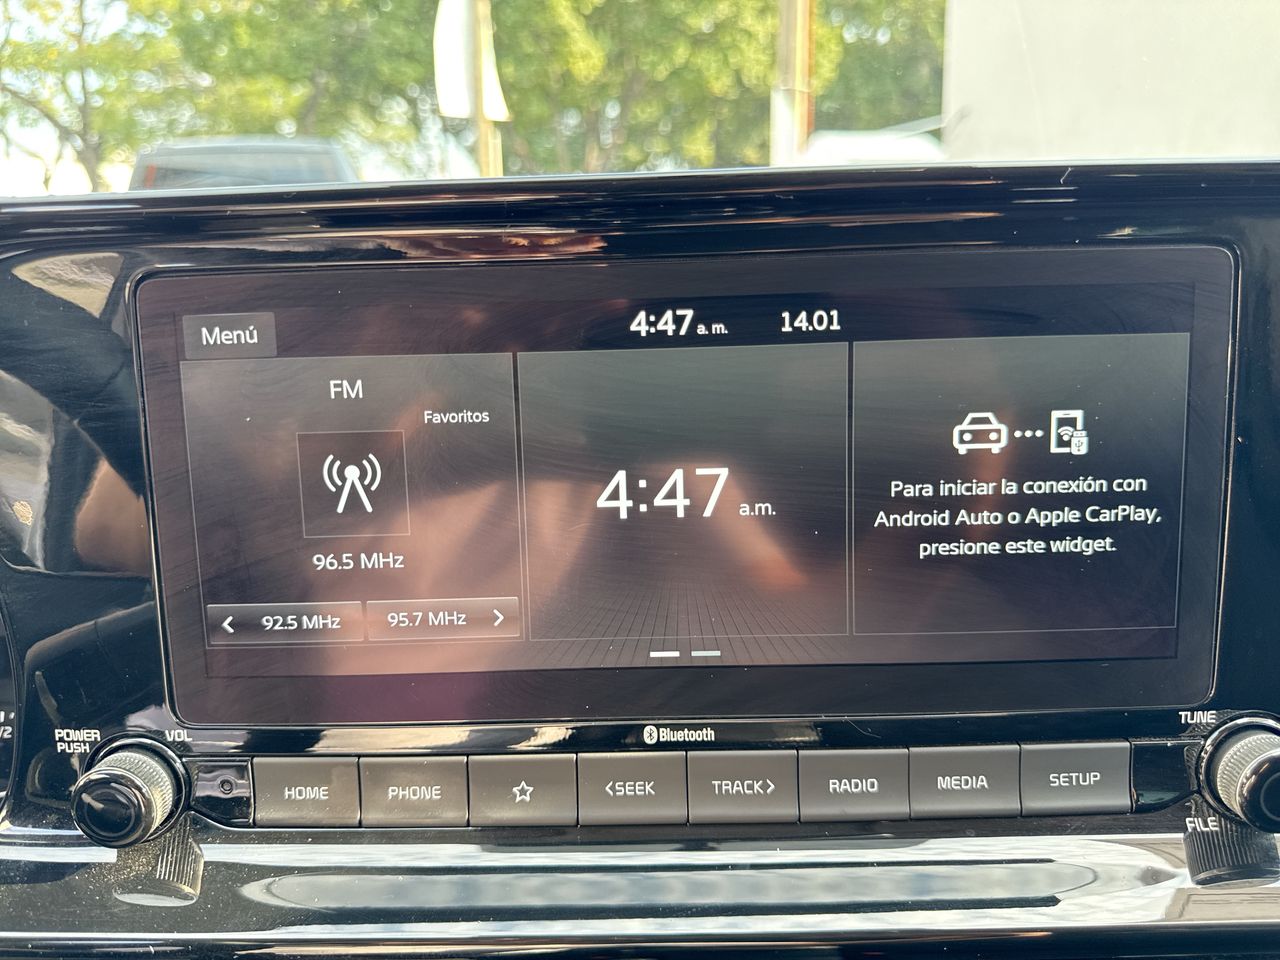 Menú
4:47 a. m.
14.01
FM
Favoritos
96.5 MHz
< 92.5 MHz
95.7 MHz >
4:47 a.m.
Para iniciar la conexión con
Android Auto o Apple CarPlay,
presione este widget.
POWER
PUSH
VOL
Bluetooth
TUNE
FILE
HOME
PHONE
<SEEK
TRACK>
RADIO
MEDIA
SETUP